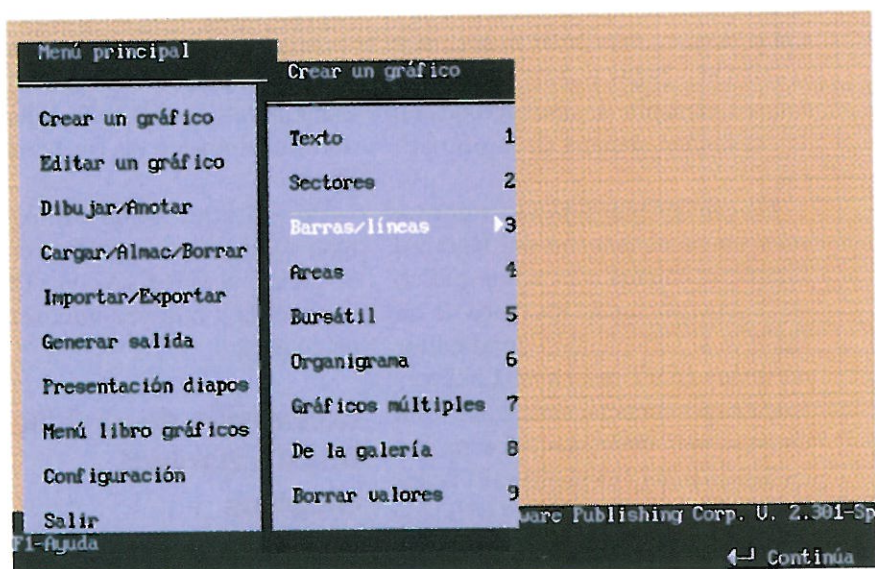 Menú principal
Crear un gráfico
Editar un gráfico
Dibujar/Anotar
Cargar/Almac/Borrar
Importar/Exportar
Generar salida
Presentación diapos
Menú libro gráficos
Configuración
Salir
Crear un gráfico
Texto 1
Sectores 2
Barras/líneas ▶3
Areas 4
Bursátil 5
Organigrama 6
Gráficos múltiples 7
De la galería 8
Borrar valores 9
ware Publishing Corp. V. 2.301-Sp
F1-Ayuda
Continúa